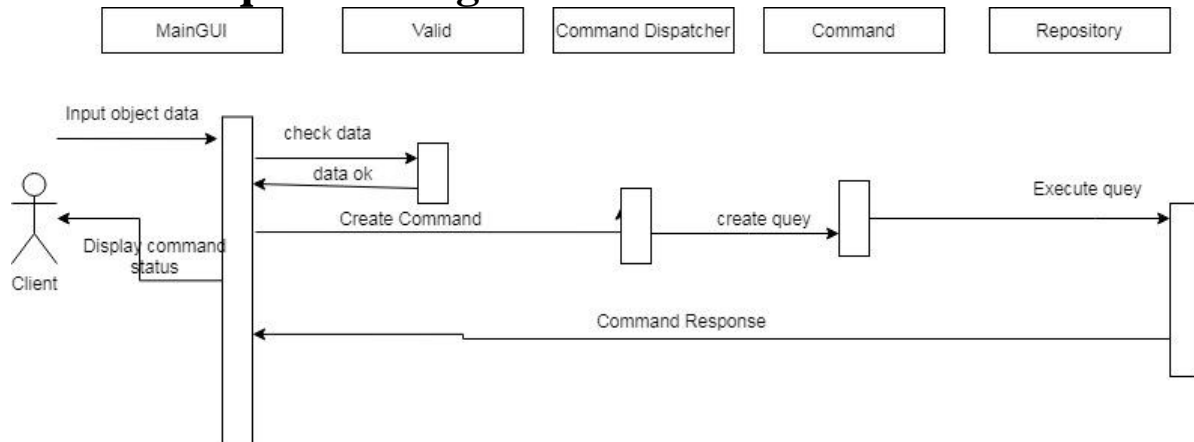 MainGUI
Valid
Command Dispatcher
Command
Repository
Input object data
check data
data ok
Execute quey
Create Command
create quey
Display command
status
Client
Command Response